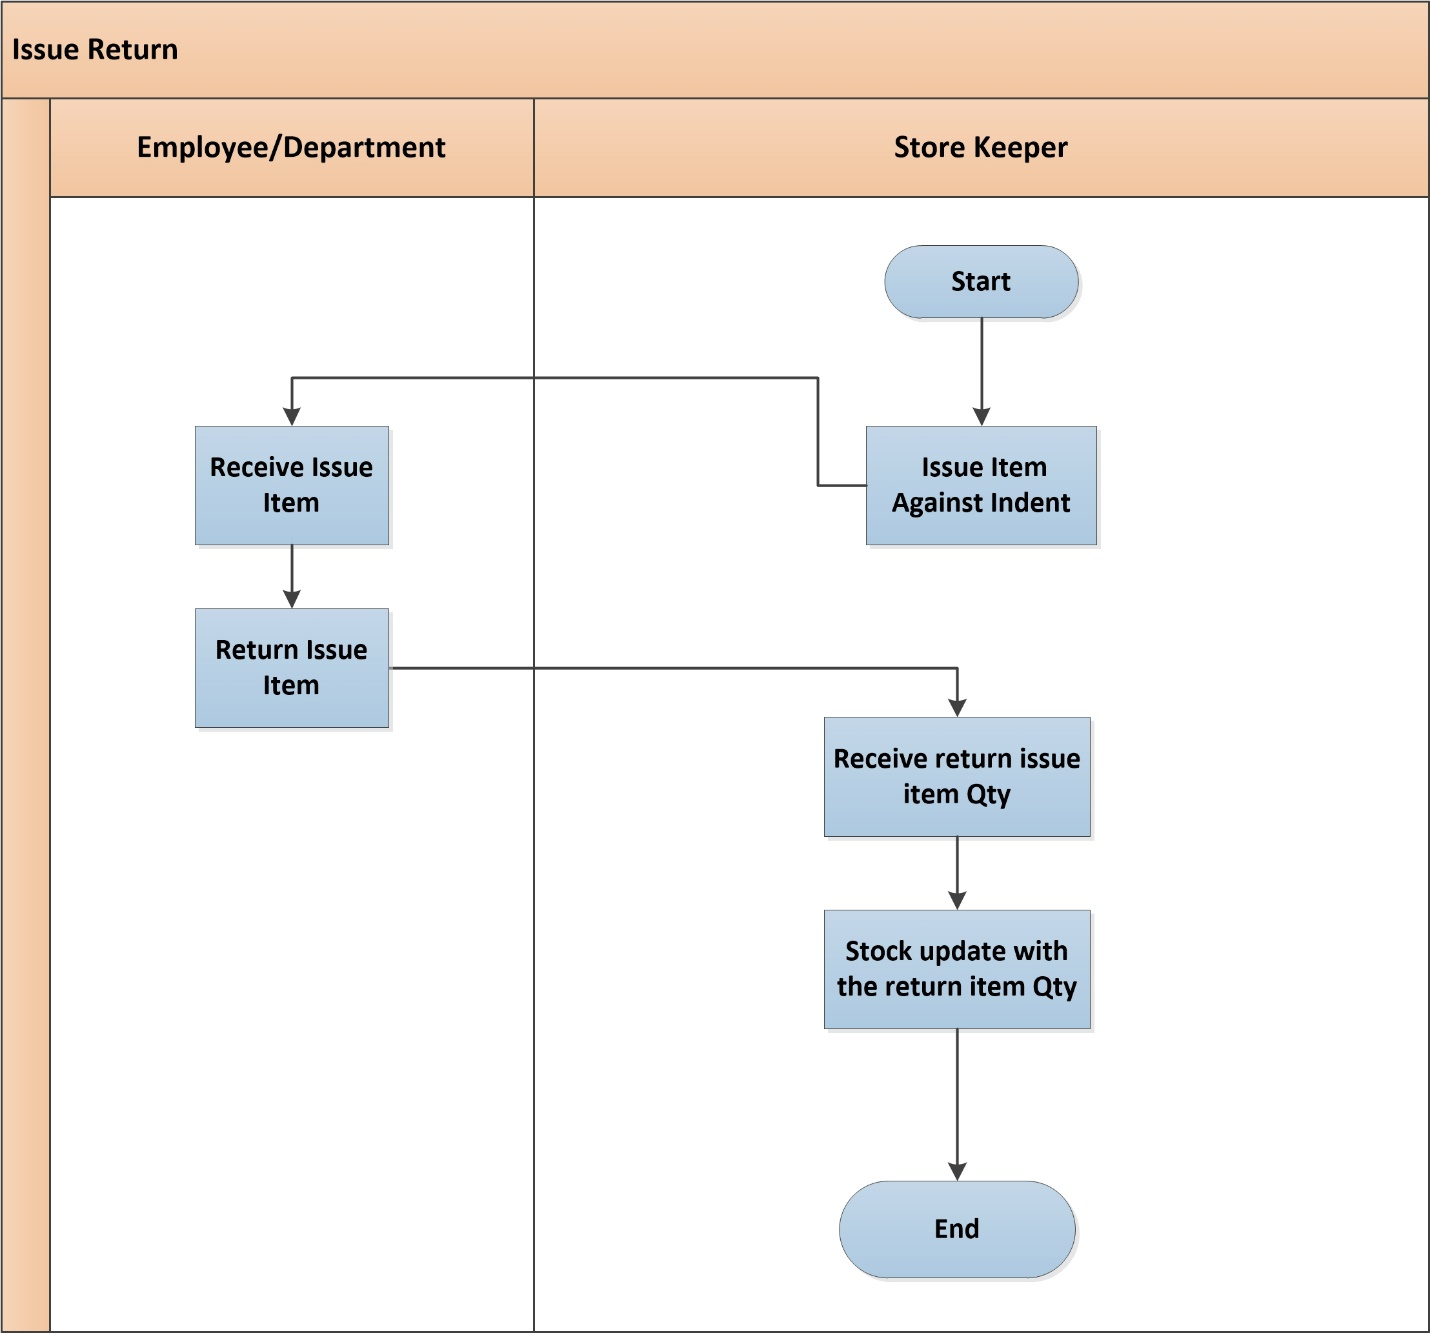 Issue Return
Employee/Department
Store Keeper
Start
Issue Item
Against Indent
Receive Issue
Item
Return Issue
Item
Receive return issue
item Qty
Stock update with
the return item Qty
End